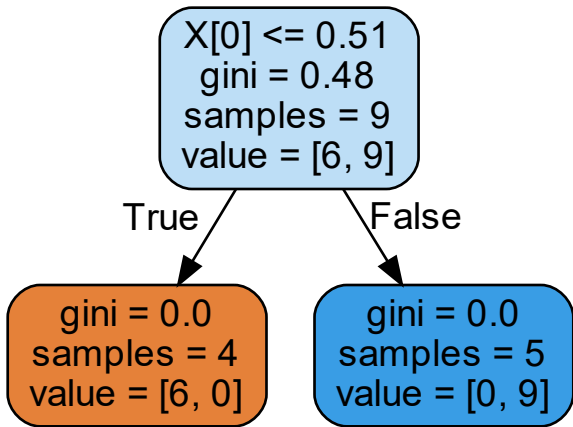 X[0] <= 0.51
gini = 0.48
samples = 9
value = [6, 9]
True
False
gini = 0.0
samples = 4
value = [6, 0]
gini = 0.0
samples = 5
value = [0, 9]